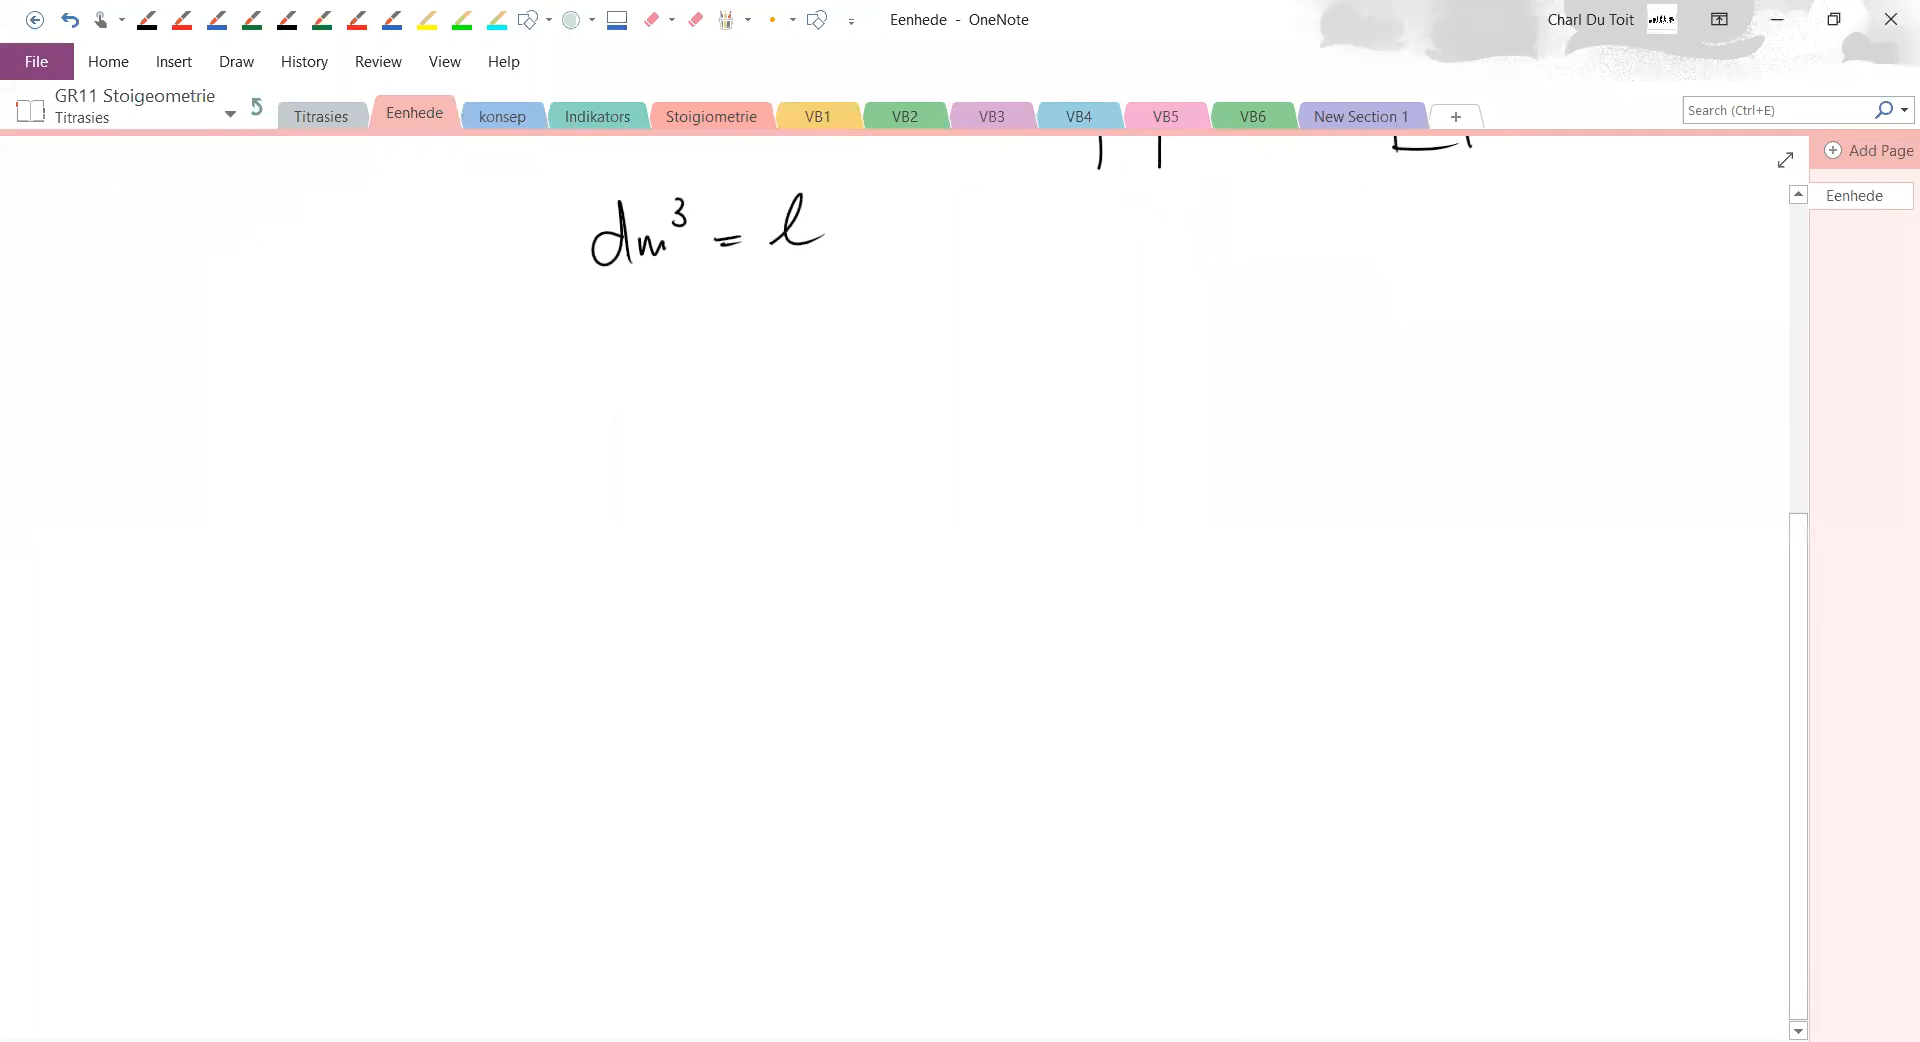 Eenhede - OneNote
Charl Du Toit
File Home Insert Draw History Review View Help
GR11 Stoigeometrie
Titrasies
Titrasies Eenhede konsep Indikators Stoigiometrie VB1 VB2 VB3 VB4 VB5 VB6 New Section 1 +
Search (Ctrl+E)
Add Page
Eenhede
dm³ = l